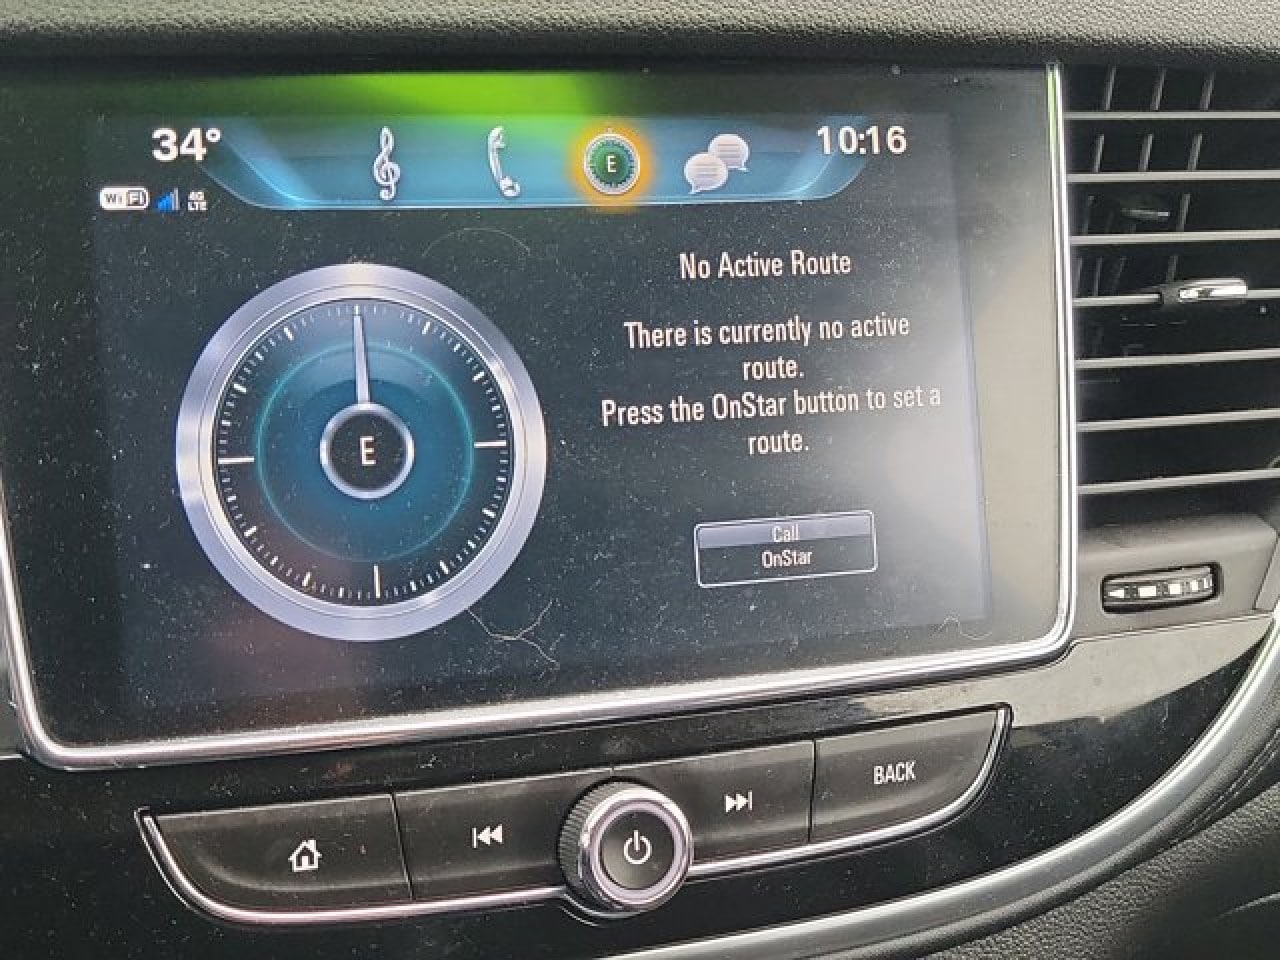 34°
10:16
E
WiFi
4G
LTE
No Active Route
There is currently no active
route.
Press the OnStar button to set a
route.
E
Call
OnStar
BACK